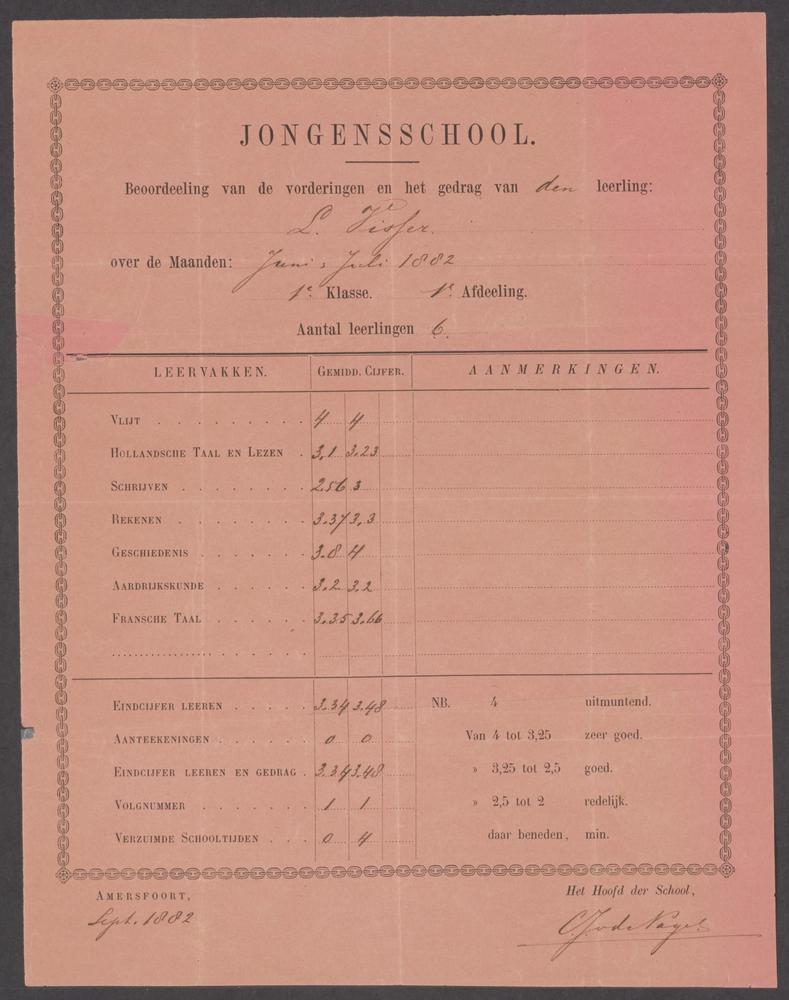 JONGENSSCHOOL.
Beoordeeling van de vorderingen en het gedrag van den leerling:
L. Visser.
over de Maanden: Juni, Juli 1882
1e Klasse. 1e Afdeeling.
Aantal leerlingen 6.
LEERVAKKEN. GEMIDD. CIJFER. AANMERKINGEN.
VLIJT 4 4
HOLLANDSCHE TAAL EN LEZEN 3,1 3.23
SCHRIJVEN 2.56 3
REKENEN 3.37 3,3
GESCHIEDENIS 3.8 4
AARDRIJKSKUNDE 3.2 3.2
FRANSCHE TAAL 3.35 3.66
EINDCIJFER LEEREN 3.34 3.48 NB. 4 uitmuntend.
AANTEEKENINGEN 0 0 Van 4 tot 3,25 zeer goed.
EINDCIJFER LEEREN EN GEDRAG 3.34 3.48 » 3,25 tot 2,5 goed.
VOLGNUMMER 1 1 » 2,5 tot 2 redelijk.
VERZUIMDE SCHOOLTIJDEN 0 4 daar beneden, min.
AMERSFOORT, Het Hoofd der School,
Sept. 1882